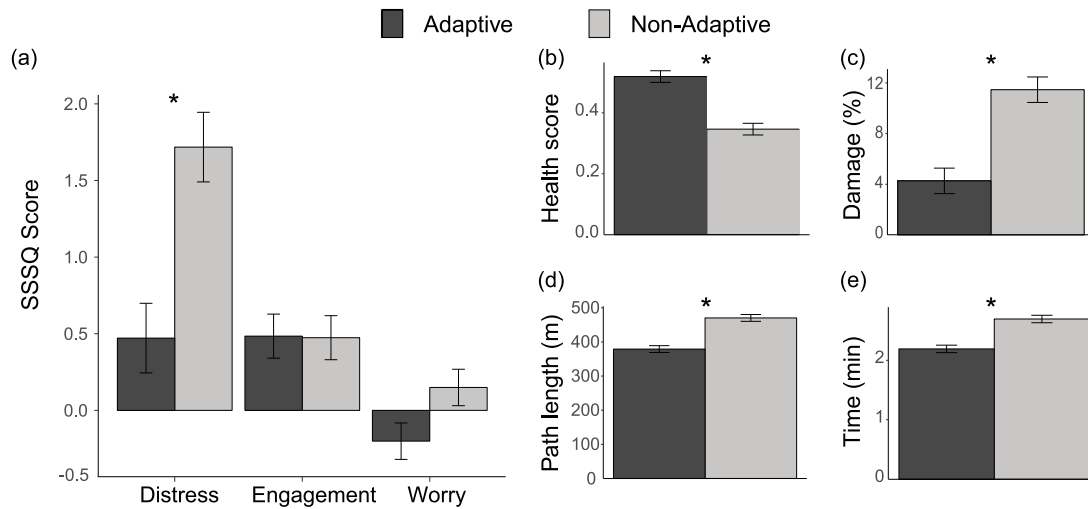 Adaptive
Non-Adaptive
(a)
SSSQ Score
2.0
1.5
1.0
0.5
0.0
-0.5
*
Distress
Engagement
Worry
(b)
Health score
0.4
0.2
0.0
*
(c)
Damage (%)
12
8
4
0
*
(d)
Path length (m)
500
400
300
200
100
0
*
(e)
Time (min)
2
1
0
*